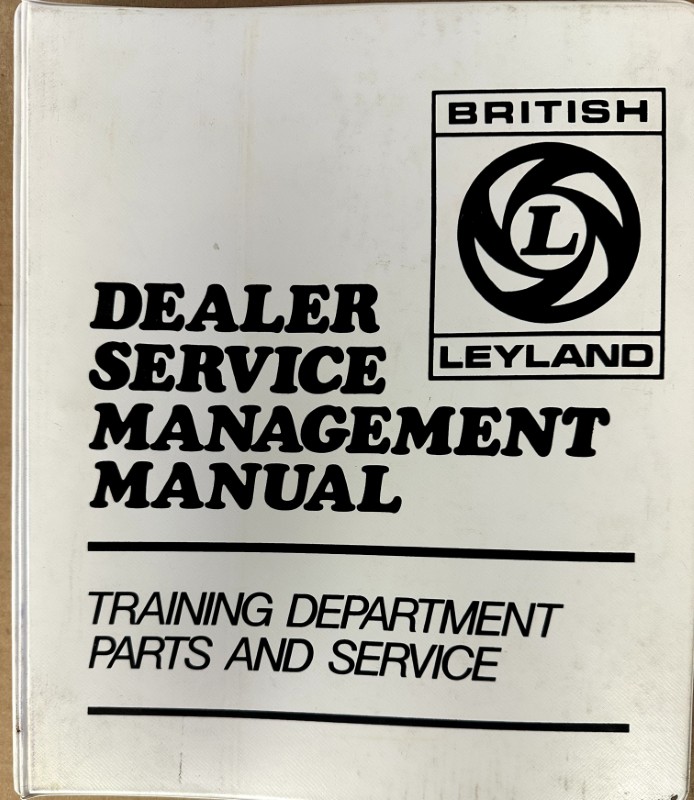 BRITISH
L
LEYLAND
DEALER
SERVICE
MANAGEMENT
MANUAL
TRAINING DEPARTMENT
PARTS AND SERVICE